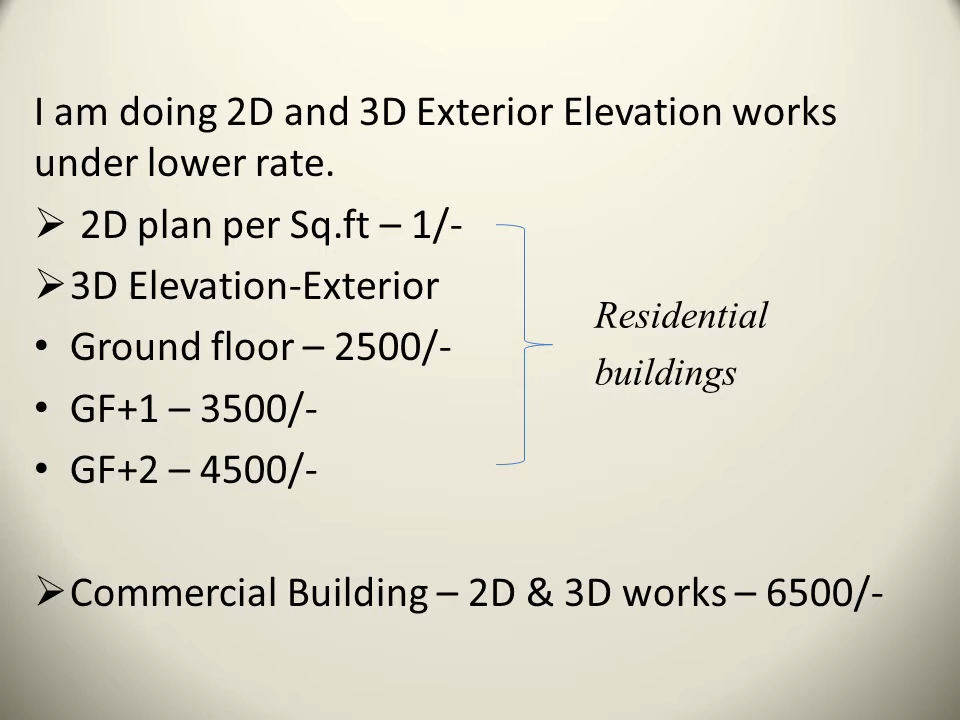 I am doing 2D and 3D Exterior Elevation works
under lower rate.
➢ 2D plan per Sq.ft – 1/-
➢ 3D Elevation-Exterior
• Ground floor – 2500/-
• GF+1 – 3500/-
• GF+2 – 4500/-
Residential
buildings
➢ Commercial Building – 2D & 3D works – 6500/-